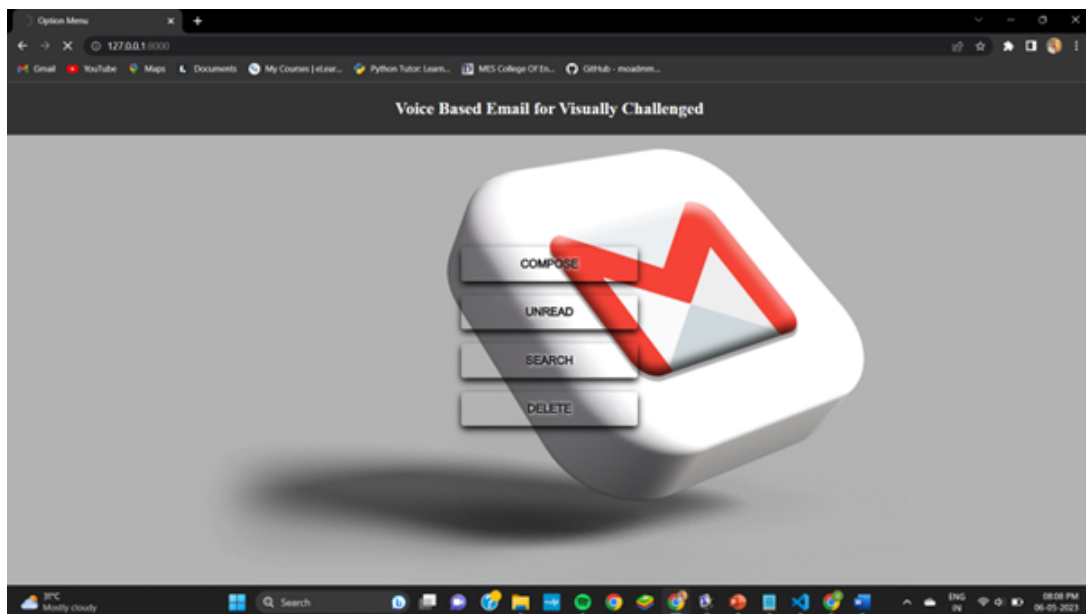 Option Menu
127.0.0.1:8000
Gmail YouTube Maps Documents My Courses | eLear... Python Tutor: Learn... MES College Of En... GitHub - moadmm...
Voice Based Email for Visually Challenged
COMPOSE
UNREAD
SEARCH
DELETE
31°C
Mostly cloudy
Search
ENG
IN
08:08 PM
06-05-2023